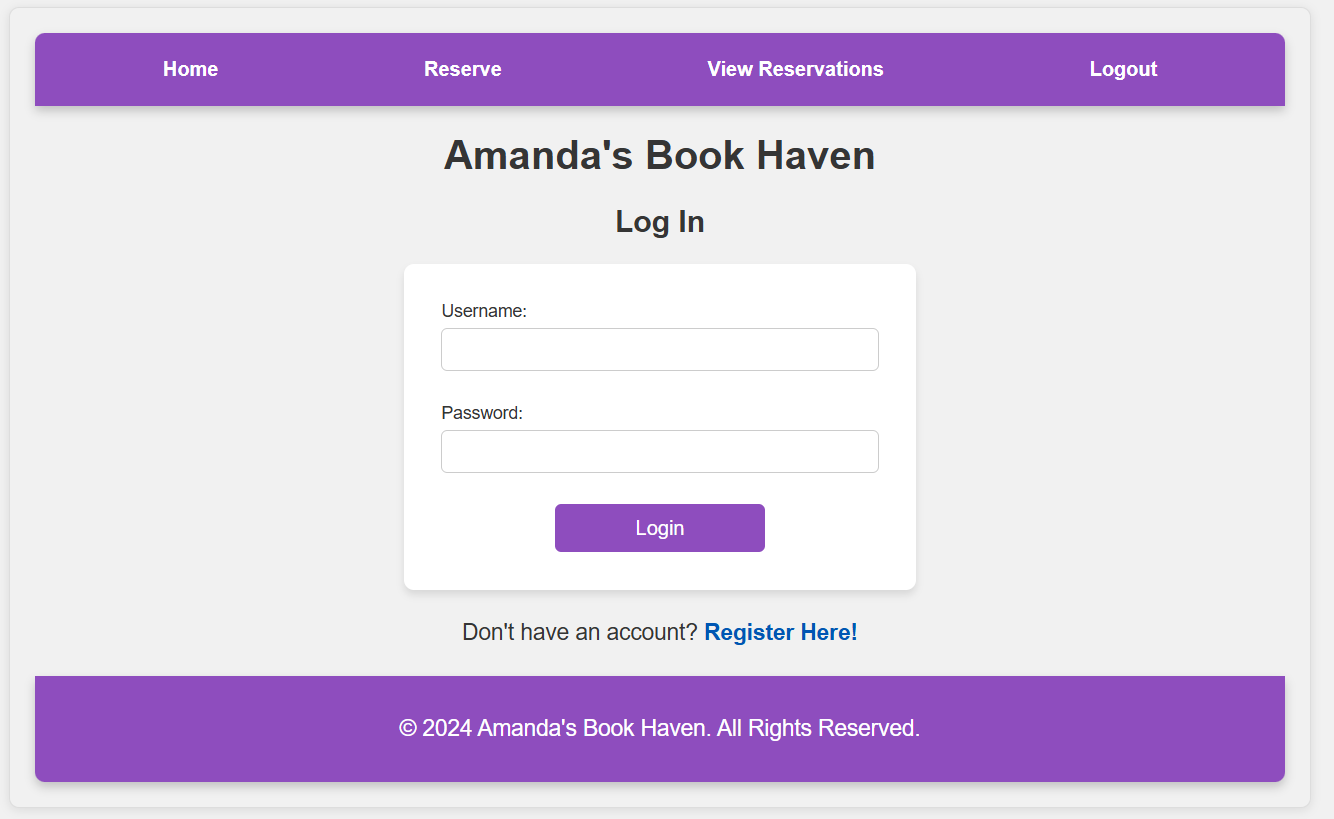 Home Reserve View Reservations Logout
Amanda's Book Haven
Log In
Username:
Password:
Login
Don't have an account? Register Here!
© 2024 Amanda's Book Haven. All Rights Reserved.